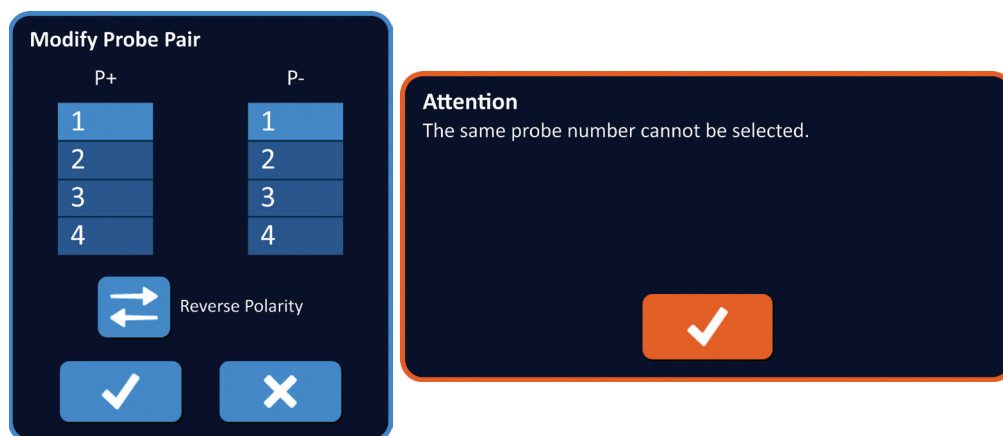 Modify Probe Pair
P+ P-
1 1
2 2
3 3
4 4
Reverse Polarity
Attention
The same probe number cannot be selected.